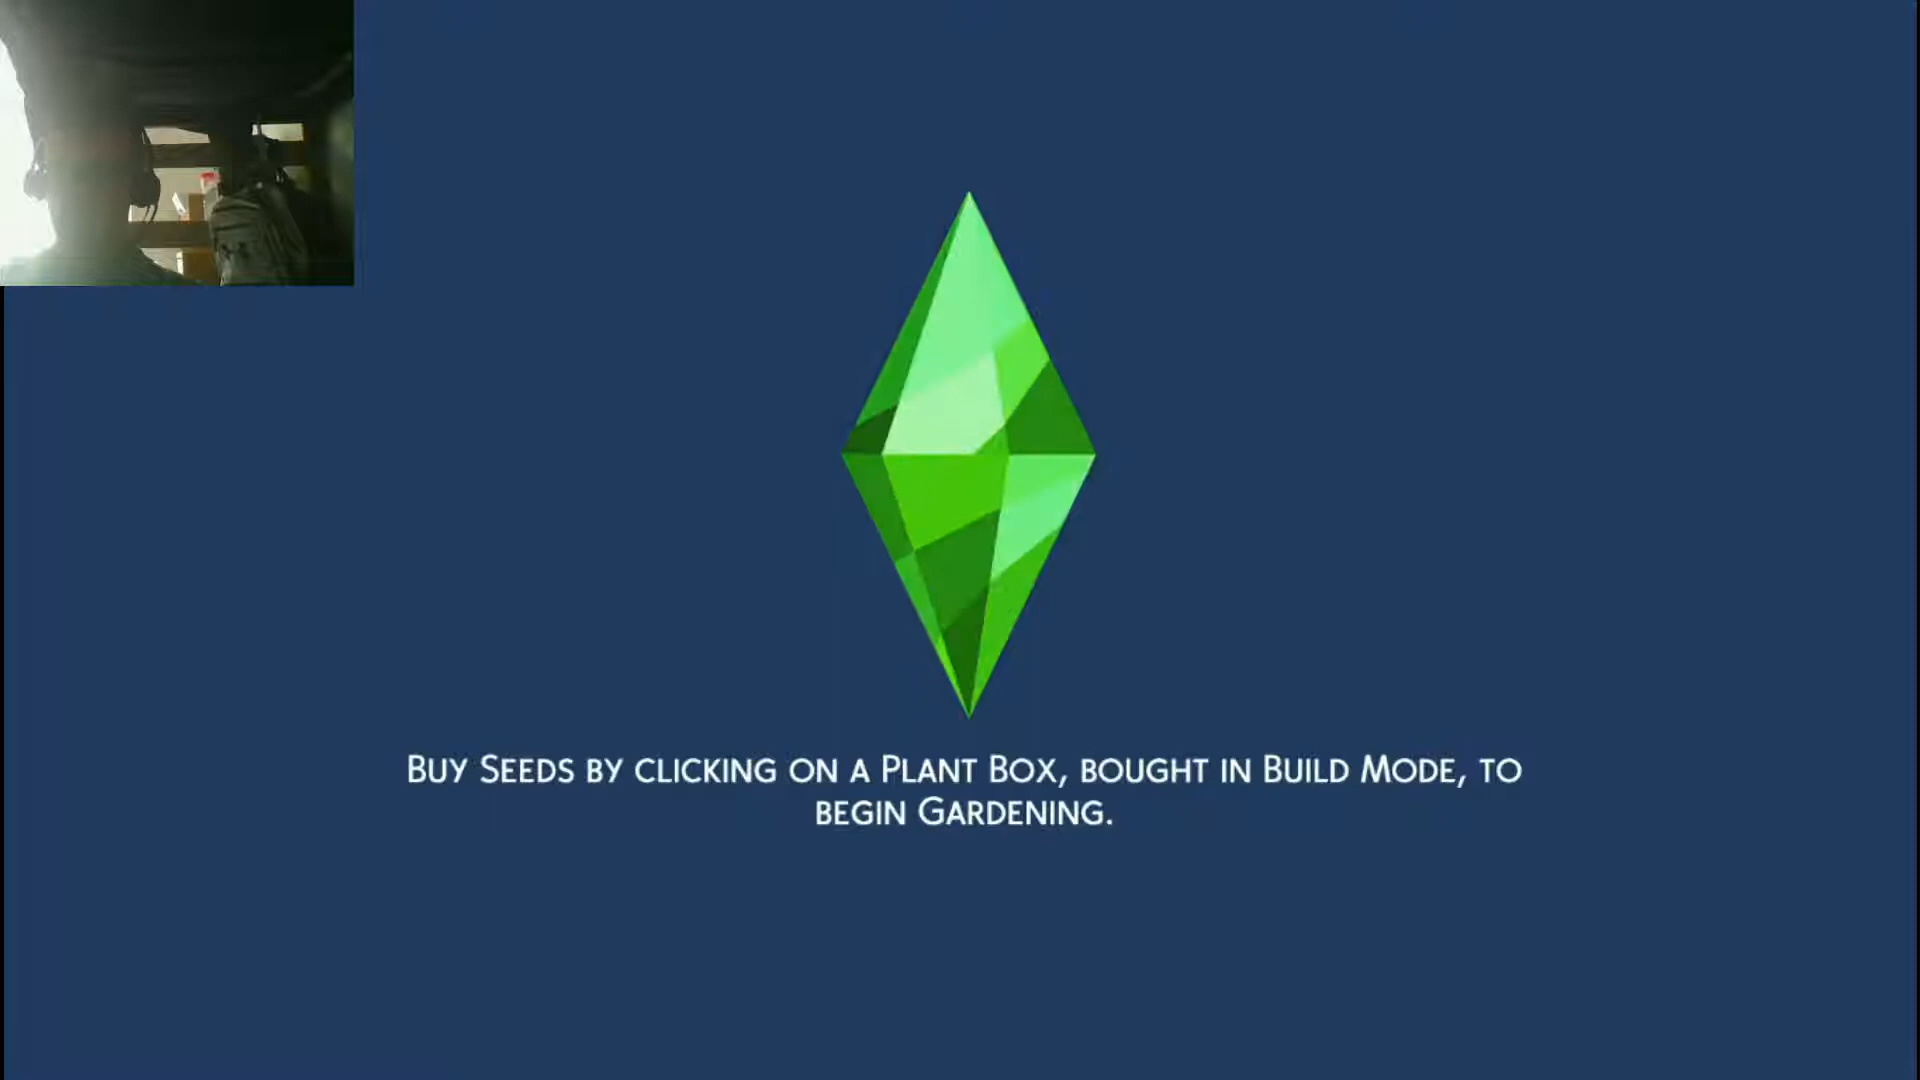 BUY SEEDS BY CLICKING ON A PLANT BOX, BOUGHT IN BUILD MODE, TO
BEGIN GARDENING.